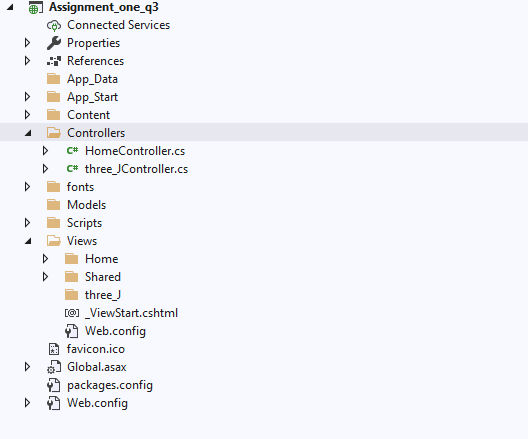 Assignment_one_q3
Connected Services
Properties
References
App_Data
App_Start
Content
Controllers
C# HomeController.cs
C# three_JController.cs
fonts
Models
Scripts
Views
Home
Shared
three_J
[@] _ViewStart.cshtml
Web.config
favicon.ico
Global.asax
packages.config
Web.config